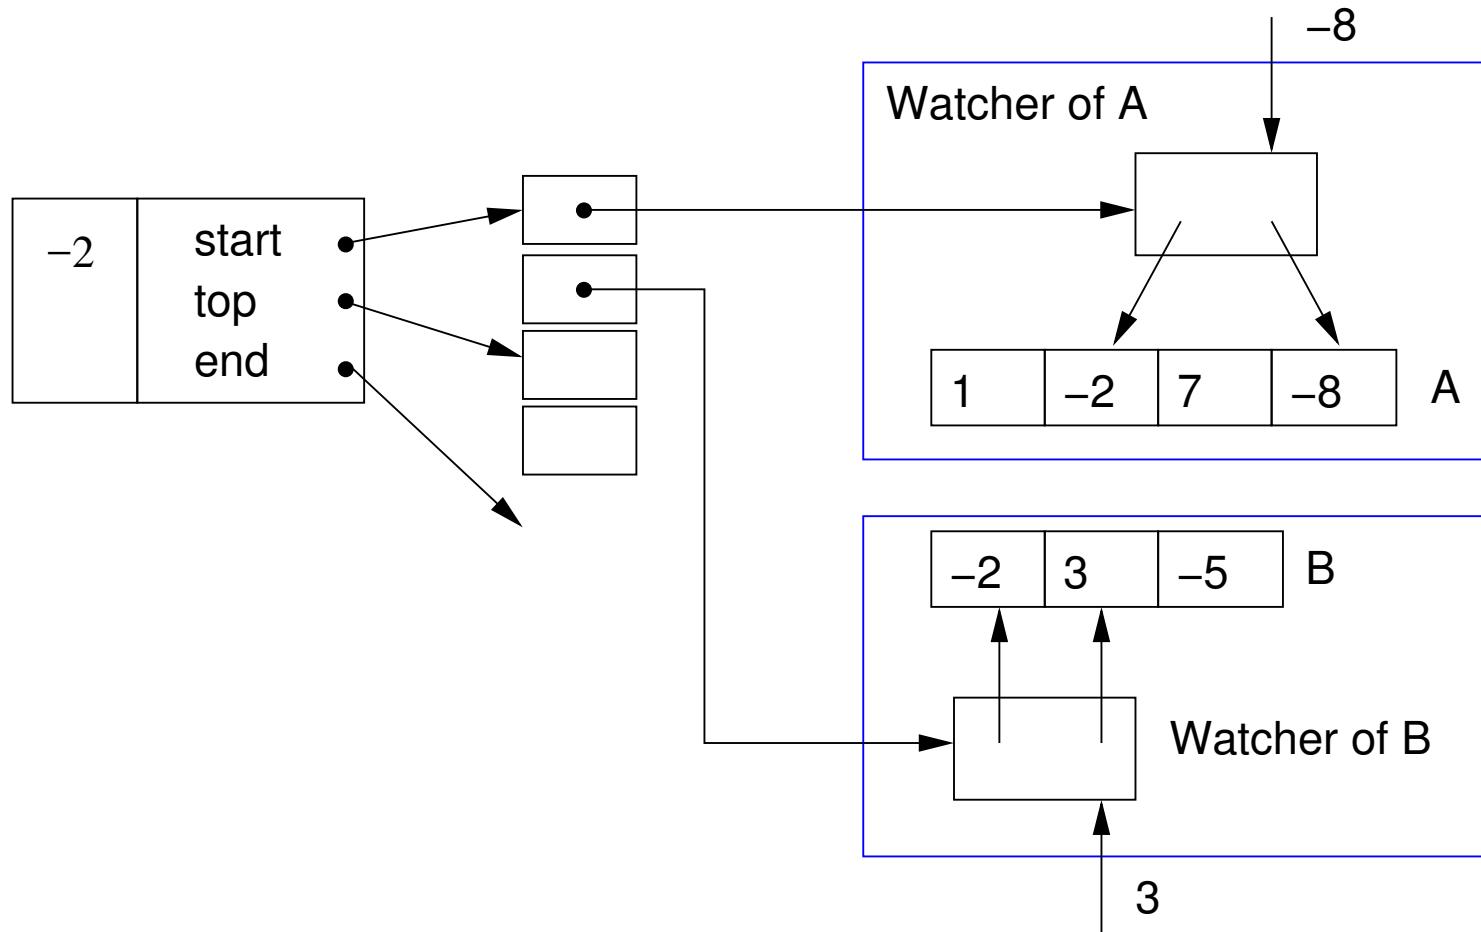 −8
Watcher of A
−2
start
top
end
1 −2 7 −8 A
−2 3 −5 B
Watcher of B
3